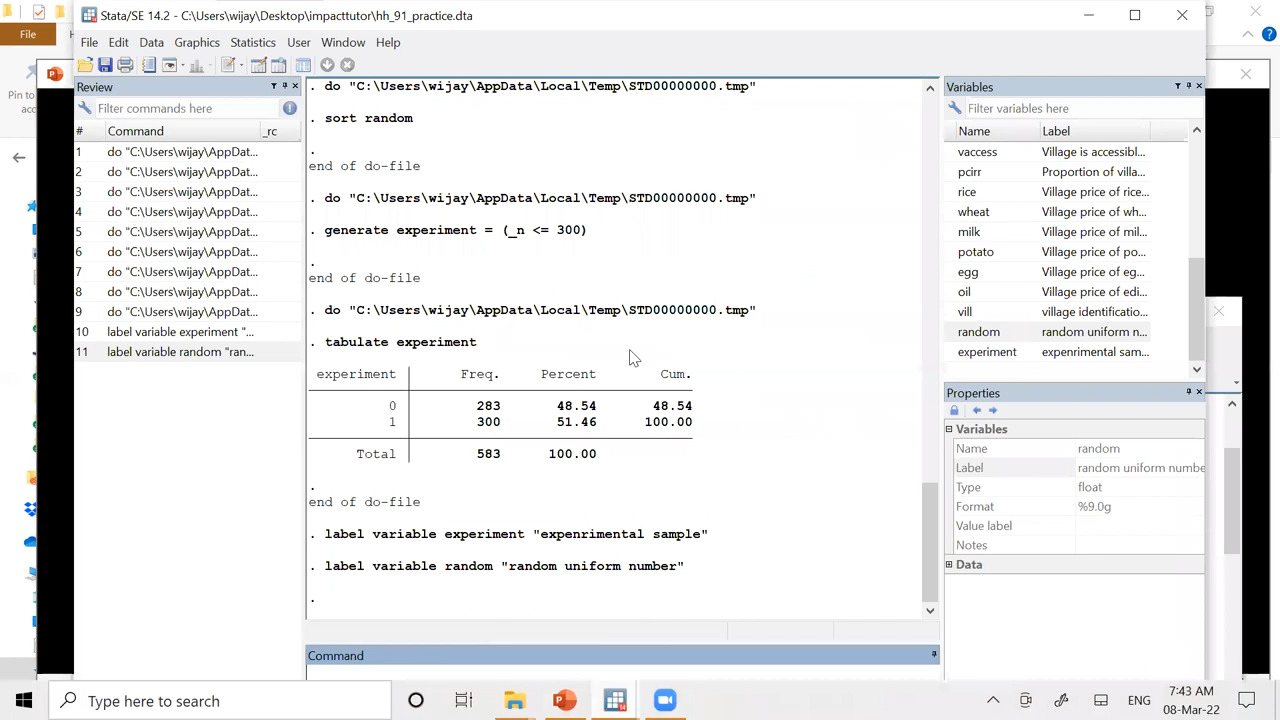 Stata/SE 14.2 - C:\Users\wijay\Desktop\impacttutor\hh_91_practice.dta
File
File Edit Data Graphics Statistics User Window Help
Pin to
Review
Filter commands here
# Command _rc
1 do "C:\Users\wijay\AppDat...
2 do "C:\Users\wijay\AppDat...
3 do "C:\Users\wijay\AppDat...
4 do "C:\Users\wijay\AppDat...
5 do "C:\Users\wijay\AppDat...
6 do "C:\Users\wijay\AppDat...
7 do "C:\Users\wijay\AppDat...
8 do "C:\Users\wijay\AppDat...
9 do "C:\Users\wijay\AppDat...
10 label variable experiment "...
11 label variable random "ran...
. do "C:\Users\wijay\AppData\Local\Temp\STD00000000.tmp"
. sort random
.
end of do-file
. do "C:\Users\wijay\AppData\Local\Temp\STD00000000.tmp"
. generate experiment = (_n <= 300)
.
end of do-file
. do "C:\Users\wijay\AppData\Local\Temp\STD00000000.tmp"
. tabulate experiment
experiment Freq. Percent Cum.
0 283 48.54 48.54
1 300 51.46 100.00
Total 583 100.00
.
end of do-file
. label variable experiment "expenrimental sample"
. label variable random "random uniform number"
.
Command
Variables
Filter variables here
Name Label
vaccess Village is accessibl...
pcirr Proportion of villa...
rice Village price of rice...
wheat Village price of wh...
milk Village price of mil...
potato Village price of po...
egg Village price of eg...
oil Village price of edi...
vill village identificatio...
random random uniform n...
experiment expenrimental sam...
Properties
Variables
Name random
Label random uniform numbe
Type float
Format %9.0g
Value label
Notes
Data
Type here to search
ENG
7:43 AM
08-Mar-22